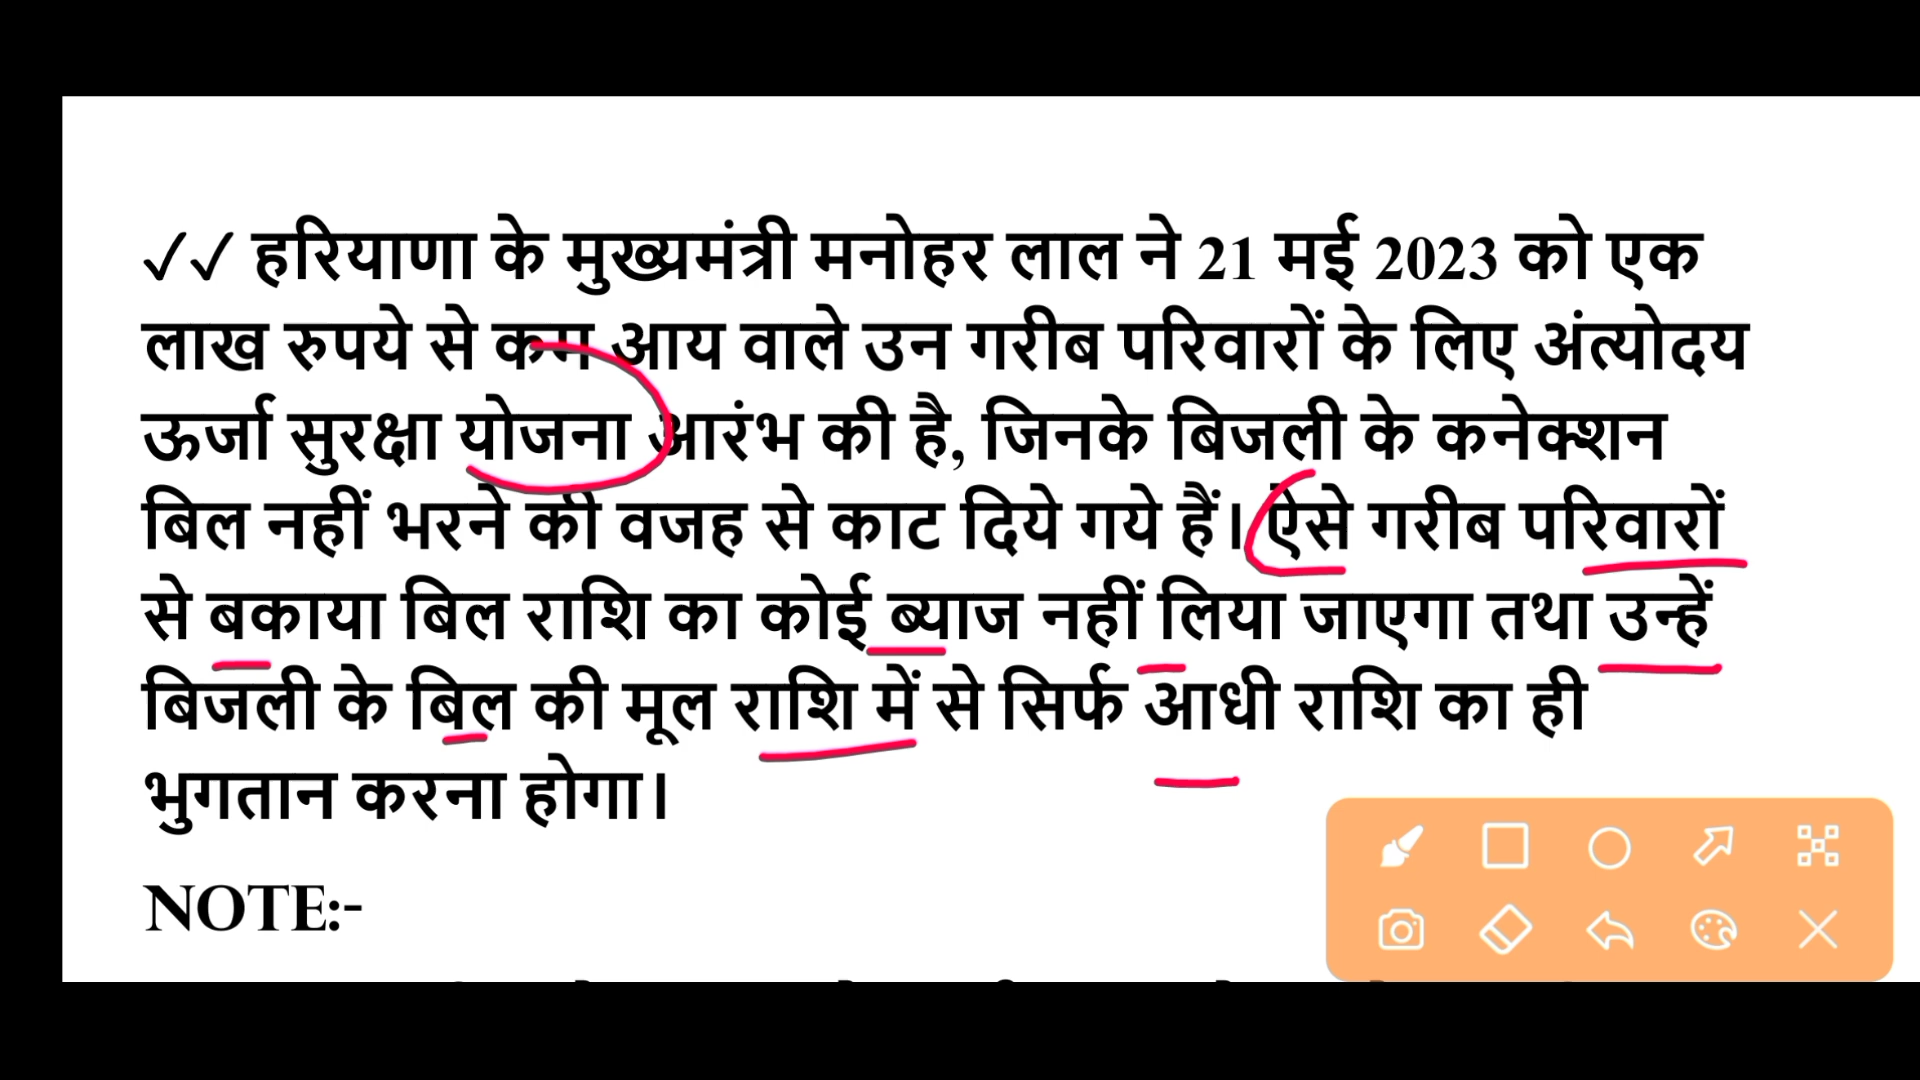 ✓✓ हरियाणा के मुख्यमंत्री मनोहर लाल ने 21 मई 2023 को एक
लाख रुपये से कम आय वाले उन गरीब परिवारों के लिए अंत्योदय
ऊर्जा सुरक्षा योजना आरंभ की है, जिनके बिजली के कनेक्शन
बिल नहीं भरने की वजह से काट दिये गये हैं। ऐसे गरीब परिवारों
से बकाया बिल राशि का कोई ब्याज नहीं लिया जाएगा तथा उन्हें
बिजली के बिल की मूल राशि में से सिर्फ आधी राशि का ही
भुगतान करना होगा।
NOTE:-